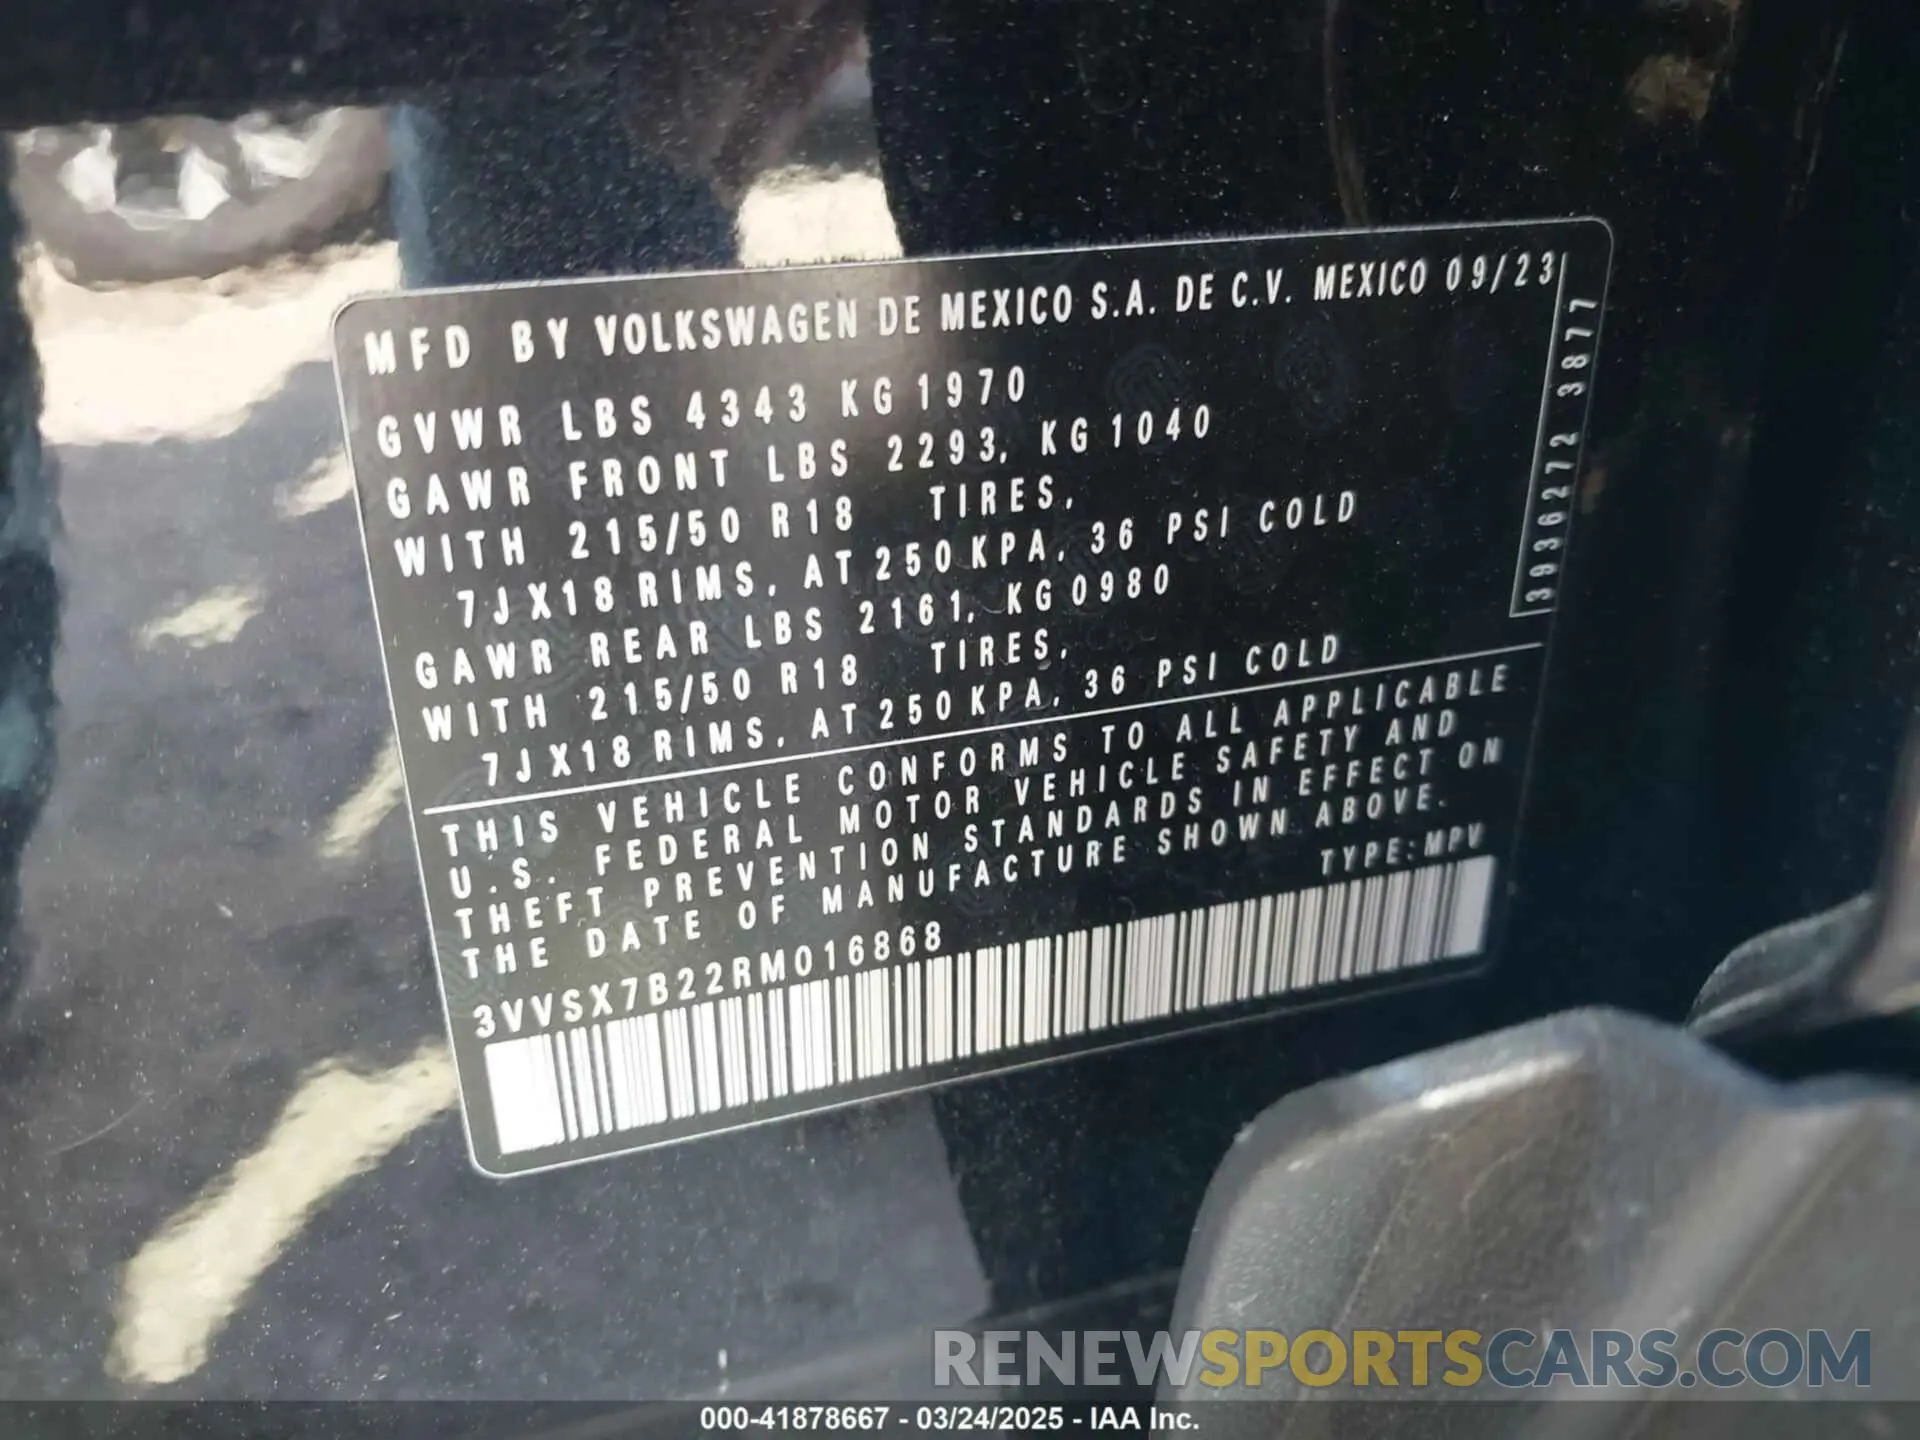 MFD BY VOLKSWAGEN DE MEXICO S.A. DE C.V. MEXICO 09/23
GVWR LBS 4343 KG 1970
GAWR FRONT LBS 2293, KG 1040
WITH 215/50 R18 TIRES,
7JX18 RIMS, AT 250 KPA, 36 PSI COLD
GAWR REAR LBS 2161, KG 0980
WITH 215/50 R18 TIRES,
7JX18 RIMS, AT 250 KPA, 36 PSI COLD
3936272 3877
THIS VEHICLE CONFORMS TO ALL APPLICABLE
U.S. FEDERAL MOTOR VEHICLE SAFETY AND
THEFT PREVENTION STANDARDS IN EFFECT ON
THE DATE OF MANUFACTURE SHOWN ABOVE.
TYPE: MPV
3VVSX7B22RM016868
RENEWSPORTSCARS.COM
000-41878667 - 03/24/2025 - IAA Inc.